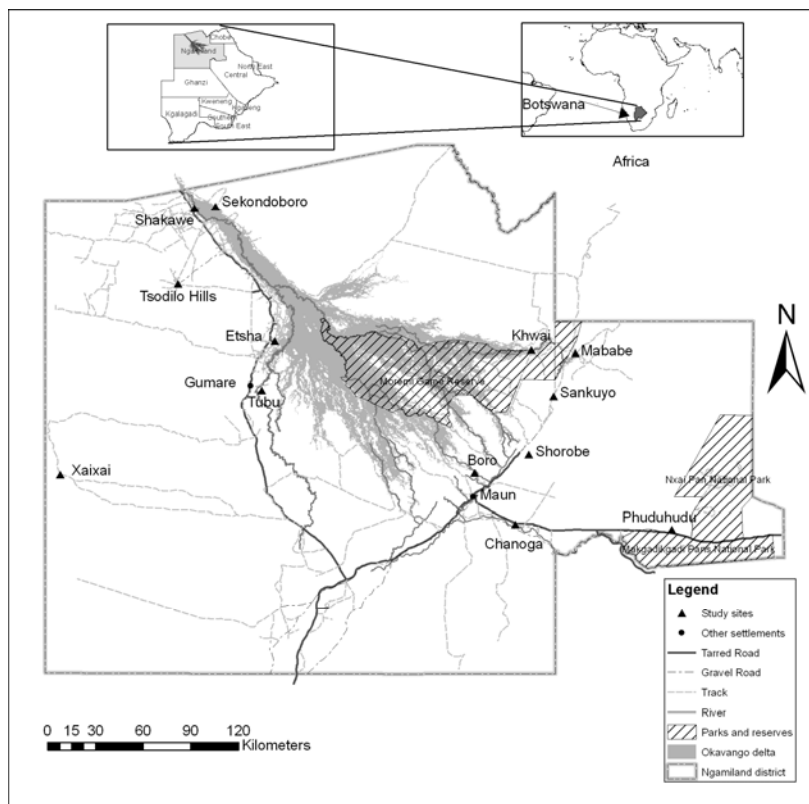 Chobe
Ngamiland
North East
Central
Ghanzi
Kweneng
Kgatleng
Kgalagadi
Southern
South East
Botswana
Africa
Sekondoboro
Shakawe
Tsodilo Hills
N
Etsha
Khwai
Mababe
Moremi Game Reserve
Gumare
Tubu
Sankuyo
Xaixai
Boro
Shorobe
Nxai Pan National Park
Maun
Phuduhudu
Chanoga
Makgadikgadi Pans National Park
Legend
Study sites
Other settlements
Tarred Road
Gravel Road
Track
River
Parks and reserves
Okavango delta
Ngamiland district
0 15 30 60 90 120
Kilometers